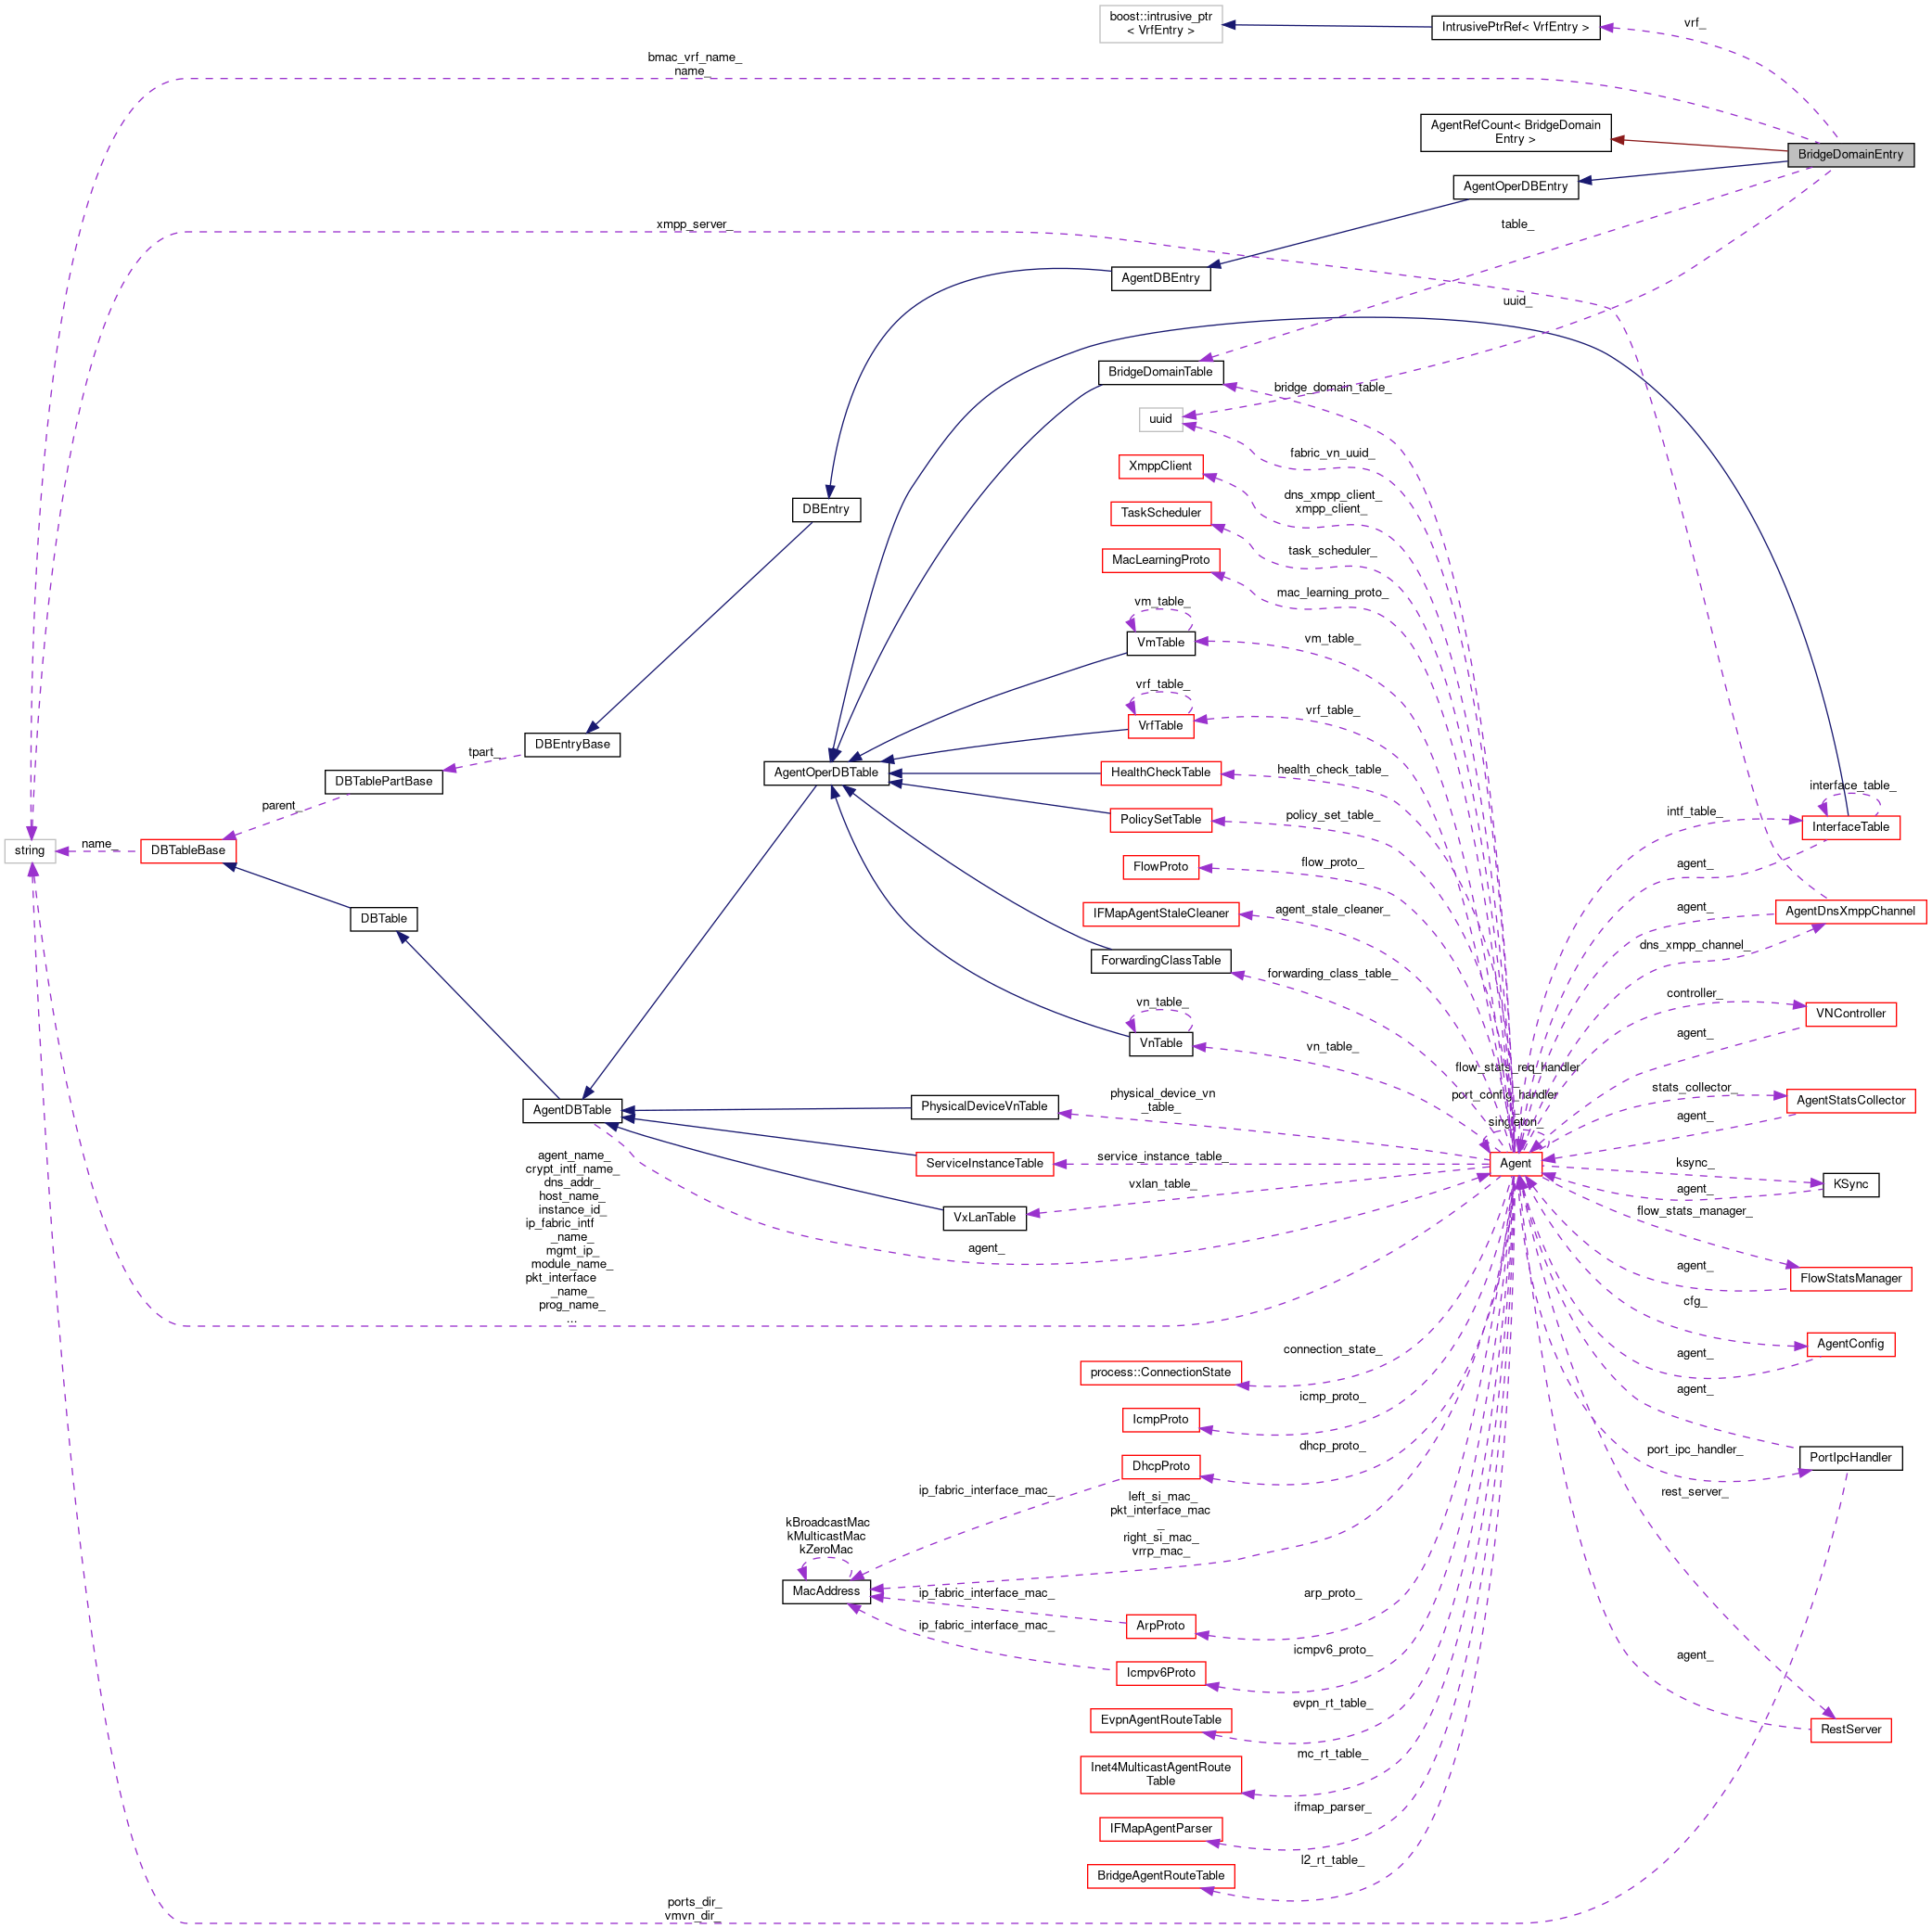 boost::intrusive_ptr
< VrfEntry >
IntrusivePtrRef< VrfEntry >
vrf_
bmac_vrf_name_
name_
AgentRefCount< BridgeDomain
Entry >
BridgeDomainEntry
AgentOperDBEntry
xmpp_server_
table_
AgentDBEntry
uuid_
BridgeDomainTable
bridge_domain_table_
uuid
fabric_vn_uuid_
XmppClient
dns_xmpp_client_
xmpp_client_
DBEntry
TaskScheduler
task_scheduler_
MacLearningProto
mac_learning_proto_
vm_table_
VmTable
vm_table_
vrf_table_
VrfTable
vrf_table_
DBEntryBase
tpart_
DBTablePartBase
AgentOperDBTable
HealthCheckTable
health_check_table_
interface_table_
parent_
PolicySetTable
policy_set_table_
intf_table_
InterfaceTable
string
name_
DBTableBase
FlowProto
flow_proto_
agent_
DBTable
IFMapAgentStaleCleaner
agent_stale_cleaner_
agent_
AgentDnsXmppChannel
dns_xmpp_channel_
ForwardingClassTable
forwarding_class_table_
controller_
VNController
vn_table_
VnTable
vn_table_
agent_
flow_stats_req_handler
_
port_config_handler
_
singleton_
stats_collector_
AgentStatsCollector
agent_
AgentDBTable
PhysicalDeviceVnTable
physical_device_vn
_table_
ServiceInstanceTable
service_instance_table_
Agent
ksync_
KSync
agent_
VxLanTable
vxlan_table_
flow_stats_manager_
agent_
agent_name_
crypt_intf_name_
dns_addr_
host_name_
instance_id_
ip_fabric_intf
_name_
mgmt_ip_
module_name_
pkt_interface
_name_
prog_name_
...
agent_
FlowStatsManager
cfg_
AgentConfig
agent_
process::ConnectionState
connection_state_
agent_
IcmpProto
icmp_proto_
PortIpcHandler
port_ipc_handler_
DhcpProto
dhcp_proto_
rest_server_
ip_fabric_interface_mac_
left_si_mac_
pkt_interface_mac
_
right_si_mac_
vrrp_mac_
kBroadcastMac
kMulticastMac
kZeroMac
MacAddress
ip_fabric_interface_mac_
arp_proto_
ArpProto
ip_fabric_interface_mac_
icmpv6_proto_
Icmpv6Proto
agent_
RestServer
EvpnAgentRouteTable
evpn_rt_table_
Inet4MulticastAgentRoute
Table
mc_rt_table_
IFMapAgentParser
ifmap_parser_
BridgeAgentRouteTable
l2_rt_table_
ports_dir_
vmvn_dir_